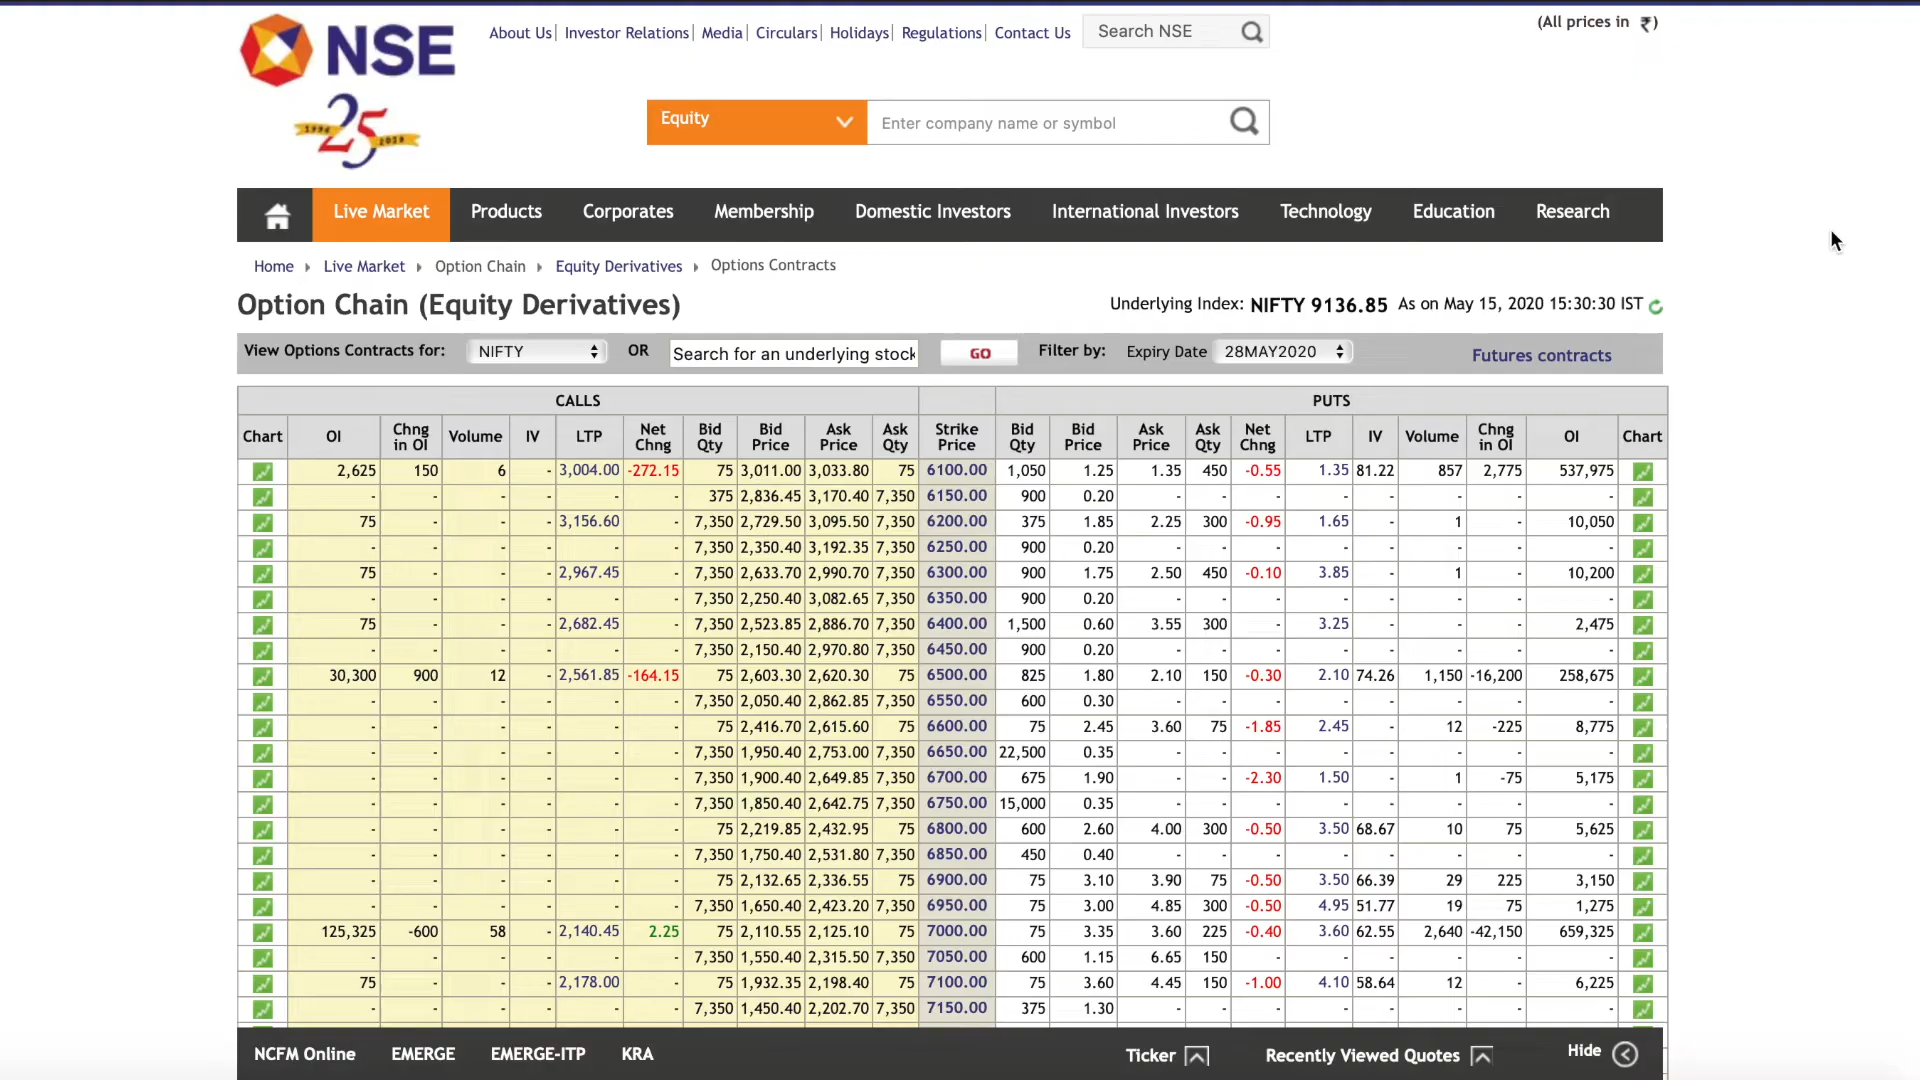 NSE
1994 25 2020
About Us | Investor Relations | Media | Circulars | Holidays | Regulations | Contact Us
Search NSE
(All prices in ₹)
Equity
Enter company name or symbol
Live Market Products Corporates Membership Domestic Investors International Investors Technology Education Research
Home Live Market Option Chain Equity Derivatives Options Contracts
Option Chain (Equity Derivatives)
Underlying Index: NIFTY 9136.85 As on May 15, 2020 15:30:30 IST
View Options Contracts for: NIFTY OR Search for an underlying stock GO Filter by: Expiry Date 28MAY2020 Futures contracts
CALLS PUTS
Chart OI Chng in OI Volume IV LTP Net Chng Bid Qty Bid Price Ask Price Ask Qty Strike Price Bid Qty Bid Price Ask Price Ask Qty Net Chng LTP IV Volume Chng in OI OI Chart
2,625 150 6 - 3,004.00 -272.15 75 3,011.00 3,033.80 75 6100.00 1,050 1.25 1.35 450 -0.55 1.35 81.22 857 2,775 537,975
- - - - - - 375 2,836.45 3,170.40 7,350 6150.00 900 0.20 - - - - - - - -
75 - - - 3,156.60 - 7,350 2,729.50 3,095.50 7,350 6200.00 375 1.85 2.25 300 -0.95 1.65 - 1 - 10,050
- - - - - - 7,350 2,350.40 3,192.35 7,350 6250.00 900 0.20 - - - - - - - -
75 - - - 2,967.45 - 7,350 2,633.70 2,990.70 7,350 6300.00 900 1.75 2.50 450 -0.10 3.85 - 1 - 10,200
- - - - - - 7,350 2,250.40 3,082.65 7,350 6350.00 900 0.20 - - - - - - - -
75 - - - 2,682.45 - 7,350 2,523.85 2,886.70 7,350 6400.00 1,500 0.60 3.55 300 - 3.25 - - - 2,475
- - - - - - 7,350 2,150.40 2,970.80 7,350 6450.00 900 0.20 - - - - - - - -
30,300 900 12 - 2,561.85 -164.15 75 2,603.30 2,620.30 75 6500.00 825 1.80 2.10 150 -0.30 2.10 74.26 1,150 -16,200 258,675
- - - - - - 7,350 2,050.40 2,862.85 7,350 6550.00 600 0.30 - - - - - - - -
- - - - - - 75 2,416.70 2,615.60 75 6600.00 75 2.45 3.60 75 -1.85 2.45 - 12 -225 8,775
- - - - - - 7,350 1,950.40 2,753.00 7,350 6650.00 22,500 0.35 - - - - - - - -
- - - - - - 7,350 1,900.40 2,649.85 7,350 6700.00 675 1.90 - - -2.30 1.50 - 1 -75 5,175
- - - - - - 7,350 1,850.40 2,642.75 7,350 6750.00 15,000 0.35 - - - - - - - -
- - - - - - 75 2,219.85 2,432.95 75 6800.00 600 2.60 4.00 300 -0.50 3.50 68.67 10 75 5,625
- - - - - - 7,350 1,750.40 2,531.80 7,350 6850.00 450 0.40 - - - - - - - -
- - - - - - 75 2,132.65 2,336.55 75 6900.00 75 3.10 3.90 75 -0.50 3.50 66.39 29 225 3,150
- - - - - - 7,350 1,650.40 2,423.20 7,350 6950.00 75 3.00 4.85 300 -0.50 4.95 51.77 19 75 1,275
125,325 -600 58 - 2,140.45 2.25 75 2,110.55 2,125.10 75 7000.00 75 3.35 3.60 225 -0.40 3.60 62.55 2,640 -42,150 659,325
- - - - - - 7,350 1,550.40 2,315.50 7,350 7050.00 600 1.15 6.65 150 - - - - - -
75 - - - 2,178.00 - 75 1,932.35 2,198.40 75 7100.00 75 3.60 4.45 150 -1.00 4.10 58.64 12 - 6,225
- - - - - - 7,350 1,450.40 2,202.70 7,350 7150.00 375 1.30 - - - - - - - -
NCFM Online EMERGE EMERGE-ITP KRA Ticker Recently Viewed Quotes Hide